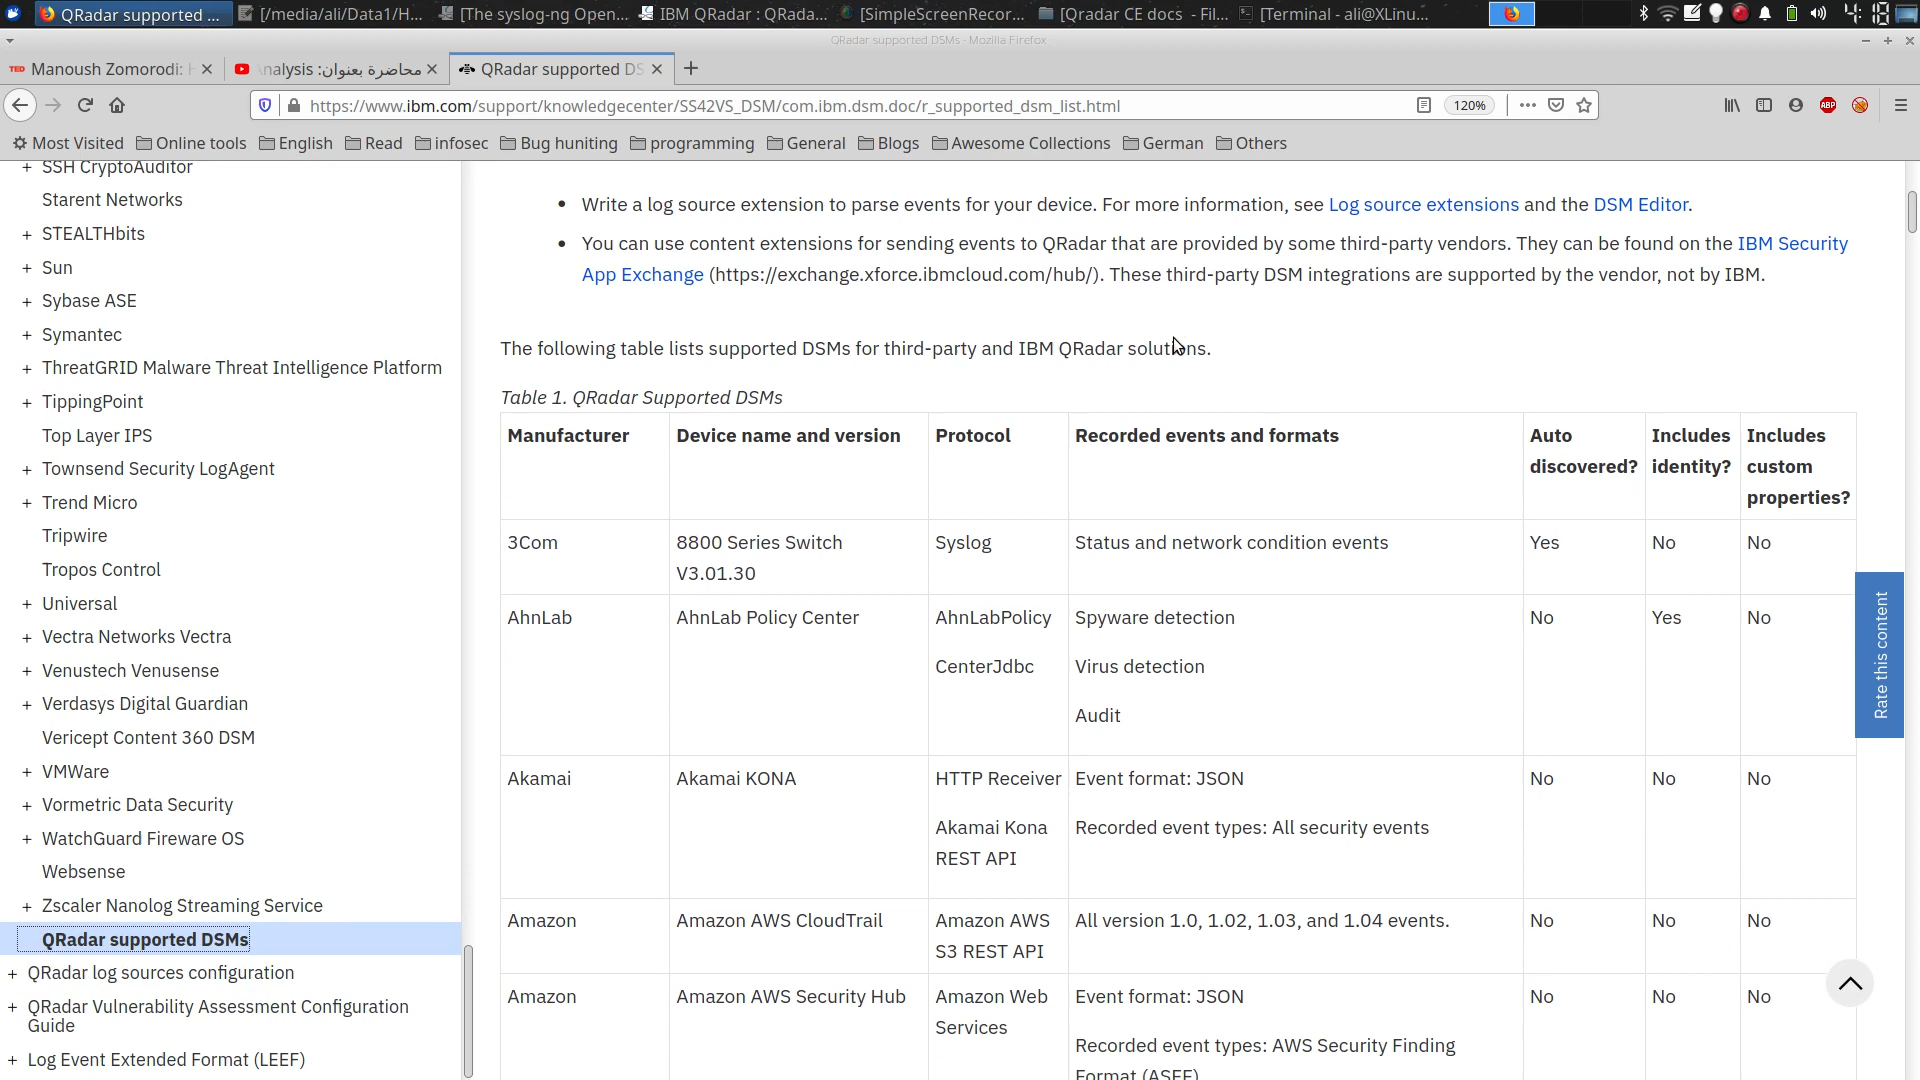 QRadar supported ...
[/media/ali/Data1/H...
[The syslog-ng Open...
IBM QRadar : QRada...
[SimpleScreenRecor...
[Qradar CE docs - Fil...
[Terminal - ali@XLinu...
QRadar supported DSMs - Mozilla Firefox
TED Manoush Zomorodi: H
nalysis :محاضرة بعنوان
QRadar supported DS
https://www.ibm.com/support/knowledgecenter/SS42VS_DSM/com.ibm.dsm.doc/r_supported_dsm_list.html
120%
ABP
Most Visited Online tools English Read infosec Bug huniting programming General Blogs Awesome Collections German Others
+ SSH CryptoAuditor
Starent Networks
+ STEALTHbits
+ Sun
+ Sybase ASE
+ Symantec
+ ThreatGRID Malware Threat Intelligence Platform
+ TippingPoint
Top Layer IPS
+ Townsend Security LogAgent
+ Trend Micro
Tripwire
Tropos Control
+ Universal
+ Vectra Networks Vectra
+ Venustech Venusense
+ Verdasys Digital Guardian
Vericept Content 360 DSM
+ VMWare
+ Vormetric Data Security
+ WatchGuard Fireware OS
Websense
+ Zscaler Nanolog Streaming Service
QRadar supported DSMs
+ QRadar log sources configuration
+ QRadar Vulnerability Assessment Configuration
Guide
+ Log Event Extended Format (LEEF)
• Write a log source extension to parse events for your device. For more information, see Log source extensions and the DSM Editor.
• You can use content extensions for sending events to QRadar that are provided by some third-party vendors. They can be found on the IBM Security
App Exchange (https://exchange.xforce.ibmcloud.com/hub/). These third-party DSM integrations are supported by the vendor, not by IBM.
The following table lists supported DSMs for third-party and IBM QRadar solutions.
Table 1. QRadar Supported DSMs
Manufacturer Device name and version Protocol Recorded events and formats Auto Includes Includes
discovered? identity? custom
properties?
3Com 8800 Series Switch Syslog Status and network condition events Yes No No
V3.01.30
AhnLab AhnLab Policy Center AhnLabPolicy Spyware detection No Yes No
CenterJdbc Virus detection
Audit
Akamai Akamai KONA HTTP Receiver Event format: JSON No No No
Akamai Kona Recorded event types: All security events
REST API
Amazon Amazon AWS CloudTrail Amazon AWS All version 1.0, 1.02, 1.03, and 1.04 events. No No No
S3 REST API
Amazon Amazon AWS Security Hub Amazon Web Event format: JSON No No No
Services
Recorded event types: AWS Security Finding
Format (ASFF)
Rate this content